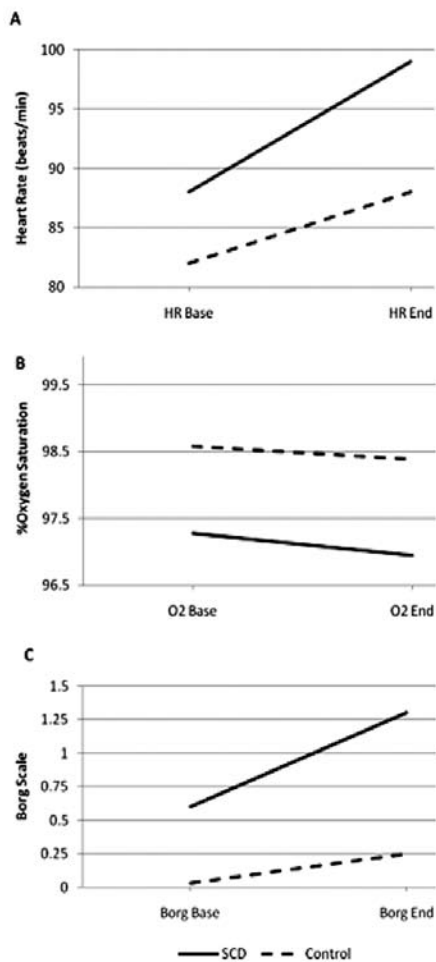 A
Heart Rate (beats/min)
100
95
90
85
80
HR Base HR End
B
%Oxygen Saturation
99.5
98.5
97.5
96.5
O2 Base O2 End
C
Borg Scale
1.5
1.25
1
0.75
0.5
0.25
0
Borg Base Borg End
SCD Control